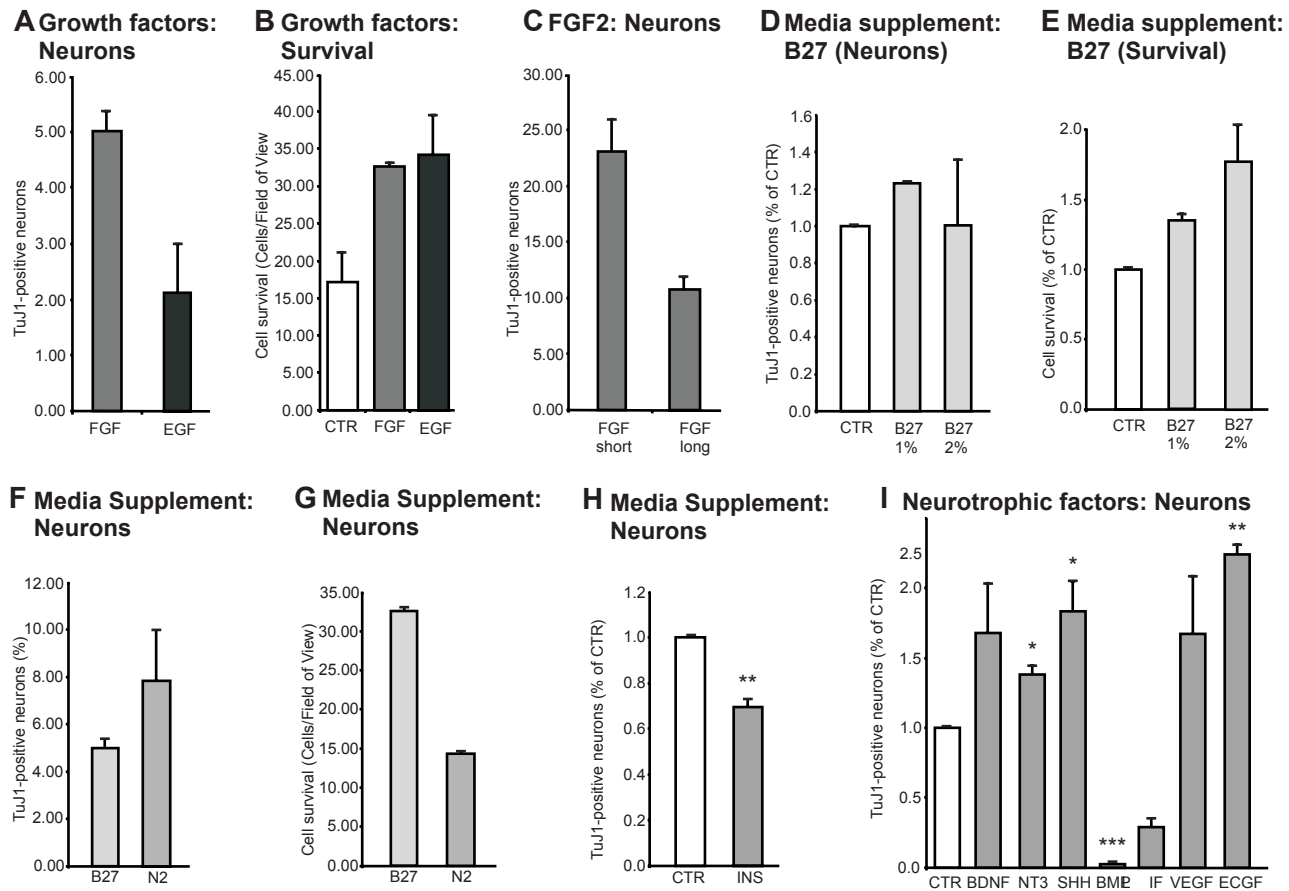 A Growth factors:
Neurons
6.00
5.00
4.00
3.00
2.00
1.00
0.00
TuJ1-positive neurons
FGF EGF
B Growth factors:
Survival
45.00
40.00
35.00
30.00
25.00
20.00
15.00
10.00
5.00
0.00
Cell survival (Cells/Field of View)
CTR FGF EGF
C FGF2: Neurons
30.00
25.00
20.00
15.00
10.00
5.00
0.00
TuJ1-positive neurons
FGF FGF
short long
D Media supplement:
B27 (Neurons)
1.6
1.4
1.2
1.0
0.8
0.6
0.4
0.2
0.0
TuJ1-positive neurons (% of CTR)
CTR B27 B27
1% 2%
E Media supplement:
B27 (Survival)
2.0
1.5
1.0
0.5
0.0
Cell survival (% of CTR)
CTR B27 B27
1% 2%
F Media Supplement:
Neurons
12.00
10.00
8.00
6.00
4.00
2.00
0.00
TuJ1-positive neurons (%)
B27 N2
G Media Supplement:
Neurons
35.00
30.00
25.00
20.00
15.00
10.00
5.00
0.00
Cell survival (Cells/Field of View)
B27 N2
H Media Supplement:
Neurons
1.2
1.0
0.8
0.6
0.4
0.2
0.0
TuJ1-positive neurons (% of CTR)
**
CTR INS
I Neurotrophic factors: Neurons
2.5
2.0
1.5
1.0
0.5
0.0
TuJ1-positive neurons (% of CTR)
* * *** **
CTR BDNF NT3 SHH BMP IF VEGF ECGF